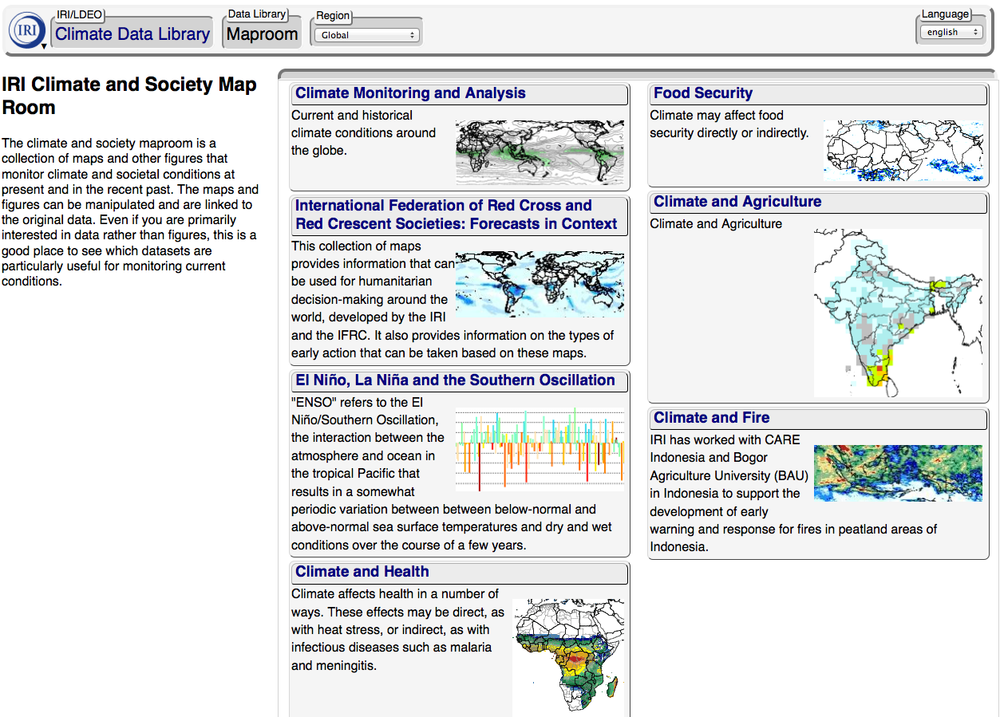 IRI/LDEO
Data Library
Region
Language
IRI
Climate Data Library
Maproom
Global
english
IRI Climate and Society Map
Room
The climate and society maproom is a
collection of maps and other figures that
monitor climate and societal conditions at
present and in the recent past. The maps and
figures can be manipulated and are linked to
the original data. Even if you are primarily
interested in data rather than figures, this is a
good place to see which datasets are
particularly useful for monitoring current
conditions.
Climate Monitoring and Analysis
Current and historical
climate conditions around
the globe.
International Federation of Red Cross and
Red Crescent Societies: Forecasts in Context
This collection of maps
provides information that can
be used for humanitarian
decision-making around the
world, developed by the IRI
and the IFRC. It also provides information on the types of
early action that can be taken based on these maps.
El Niño, La Niña and the Southern Oscillation
"ENSO" refers to the El
Niño/Southern Oscillation,
the interaction between the
atmosphere and ocean in
the tropical Pacific that
results in a somewhat
periodic variation between between below-normal and
above-normal sea surface temperatures and dry and wet
conditions over the course of a few years.
Climate and Health
Climate affects health in a number of
ways. These effects may be direct, as
with heat stress, or indirect, as with
infectious diseases such as malaria
and meningitis.
Food Security
Climate may affect food
security directly or indirectly.
Climate and Agriculture
Climate and Agriculture
Climate and Fire
IRI has worked with CARE
Indonesia and Bogor
Agriculture University (BAU)
in Indonesia to support the
development of early
warning and response for fires in peatland areas of
Indonesia.